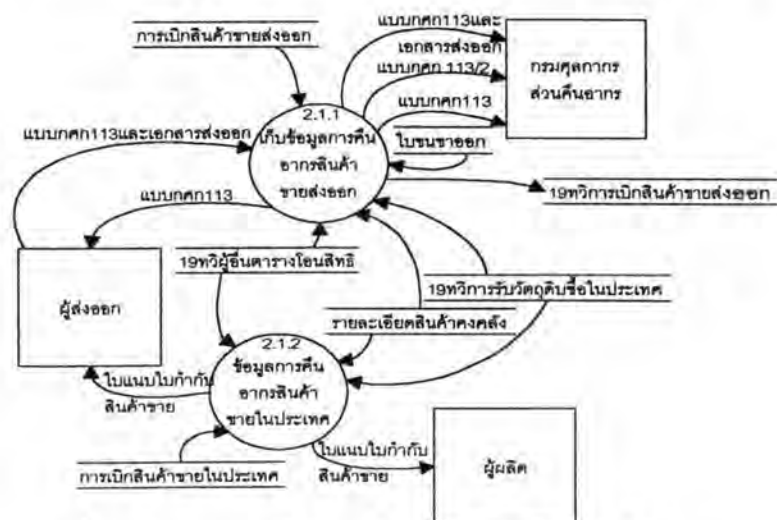 การเบิกสินค้าขายส่งออก
แบบกศก113และ
เอกสารส่งออก
แบบกศก.113/2
แบบกศก113
กรมศุลกากร
ส่วนคืนอากร
2.1.1
เก็บข้อมูลการคืน
อากรสินค้า
ขายส่งออก
ใบขนขาออก
แบบกศก113และเอกสารส่งออก
แบบกศก113
19ทวิการเบิกสินค้าขายส่งออก
ผู้ส่งออก
19ทวิผู้อื่นตารางโอนสิทธิ
19ทวิการรับวัตถุดิบซื้อในประเทศ
รายละเอียดสินค้าคงคลัง
2.1.2
ข้อมูลการคืน
อากรสินค้า
ขายในประเทศ
ใบแนบใบกำกับ
สินค้าขาย
การเบิกสินค้าขายในประเทศ
ใบแนบใบกำกับ
สินค้าขาย
ผู้ผลิต